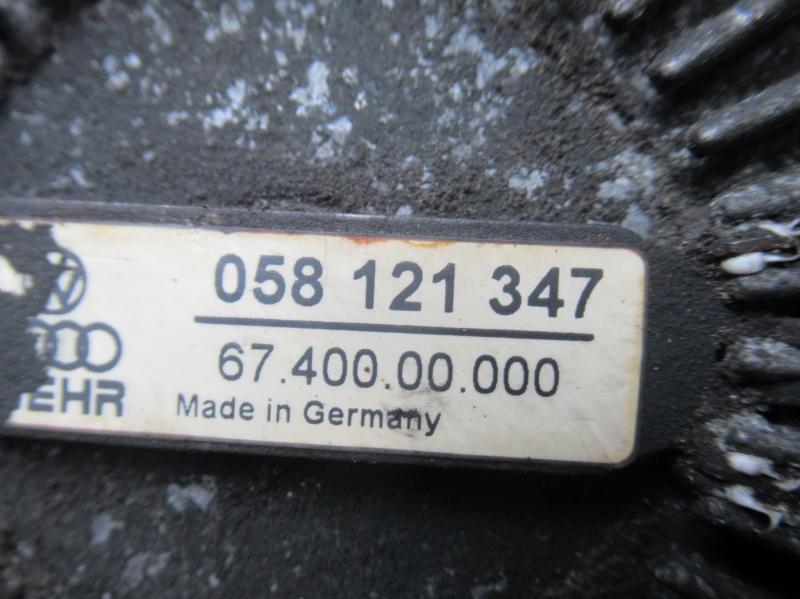 058 121 347
67.400.00.000
EHR
Made in Germany